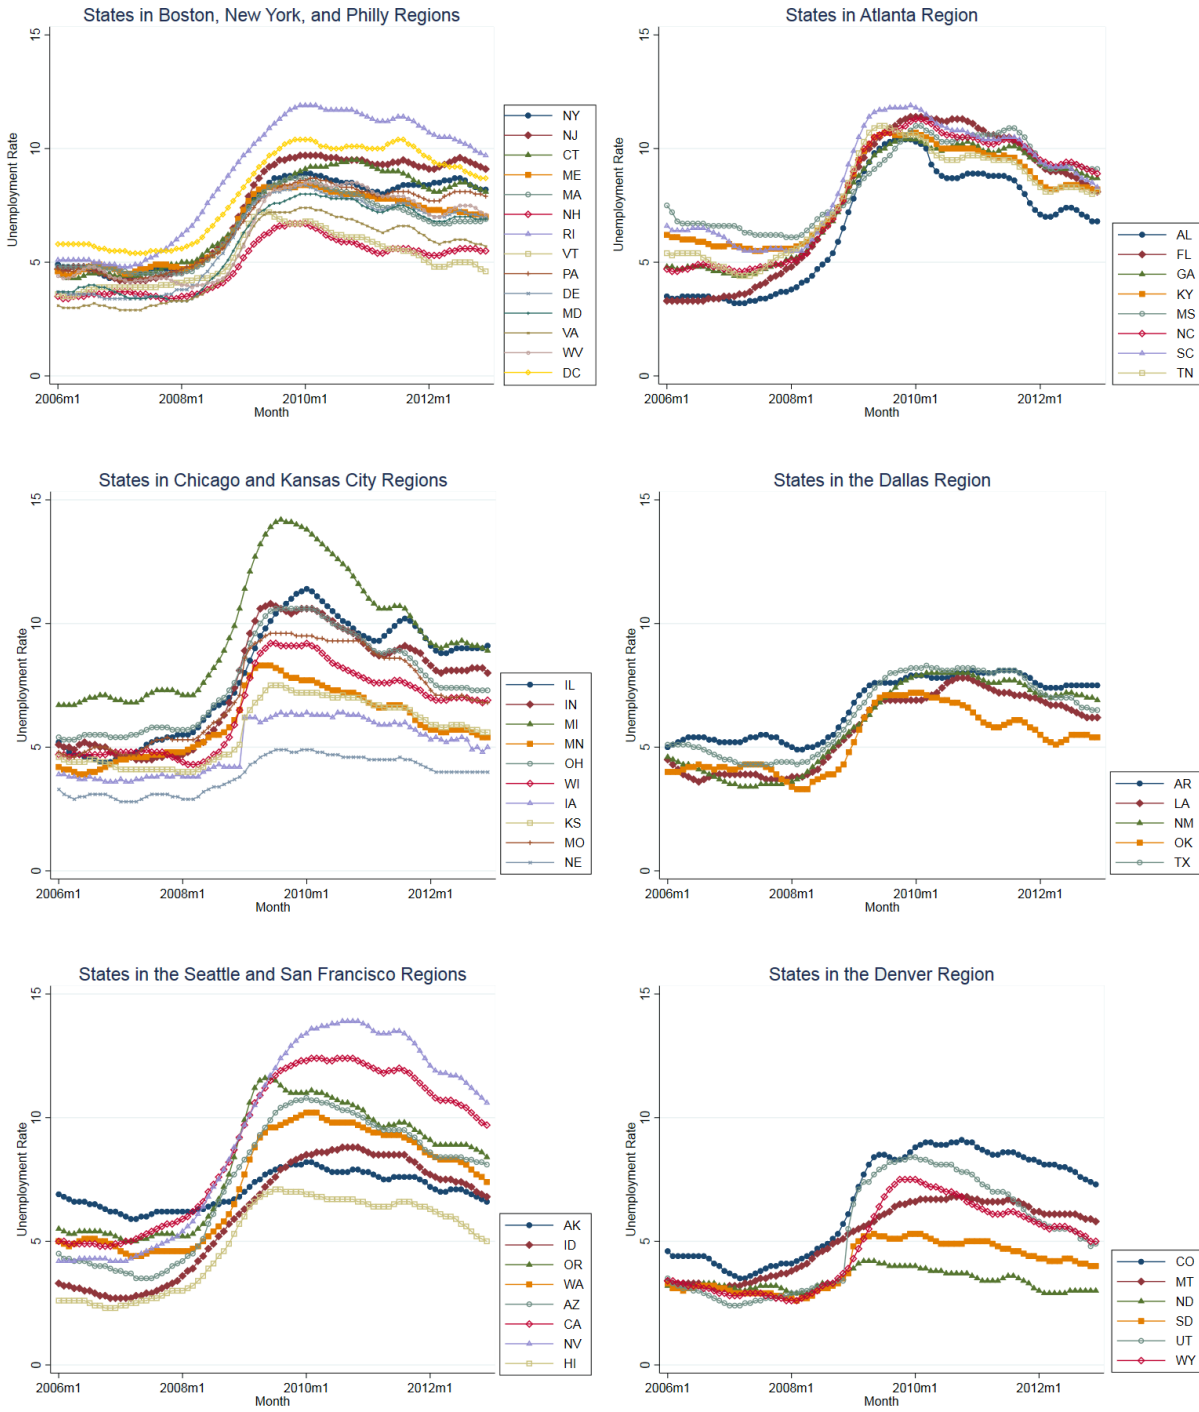 States in Boston, New York, and Philly Regions
Unemployment Rate
15
10
5
0
2006m1 2008m1 2010m1 2012m1
Month
NY
NJ
CT
ME
MA
NH
RI
VT
PA
DE
MD
VA
WV
DC
States in Atlanta Region
Unemployment Rate
15
10
5
0
2006m1 2008m1 2010m1 2012m1
Month
AL
FL
GA
KY
MS
NC
SC
TN
States in Chicago and Kansas City Regions
Unemployment Rate
15
10
5
0
2006m1 2008m1 2010m1 2012m1
Month
IL
IN
MI
MN
OH
WI
IA
KS
MO
NE
States in the Dallas Region
Unemployment Rate
15
10
5
0
2006m1 2008m1 2010m1 2012m1
Month
AR
LA
NM
OK
TX
States in the Seattle and San Francisco Regions
Unemployment Rate
15
10
5
0
2006m1 2008m1 2010m1 2012m1
Month
AK
ID
OR
WA
AZ
CA
NV
HI
States in the Denver Region
Unemployment Rate
15
10
5
0
2006m1 2008m1 2010m1 2012m1
Month
CO
MT
ND
SD
UT
WY